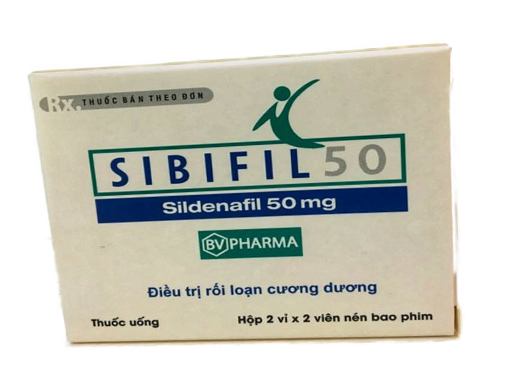 Rx. THUỐC BÁN THEO ĐƠN
SIBIFIL 50
Sildenafil 50 mg
BV PHARMA
Điều trị rối loạn cương dương
Thuốc uống
Hộp 2 vỉ x 2 viên nén bao phim